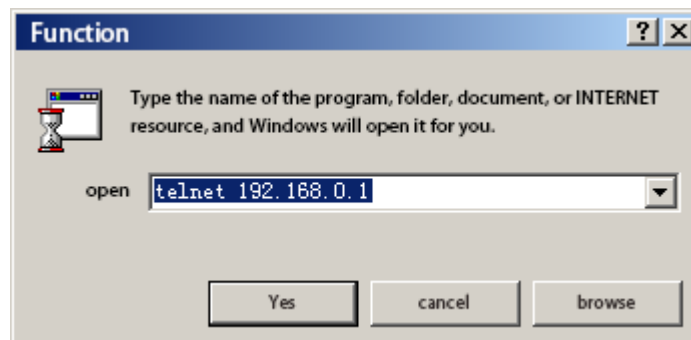 Function
Type the name of the program, folder, document, or INTERNET
resource, and Windows will open it for you.
open telnet 192.168.0.1
Yes cancel browse